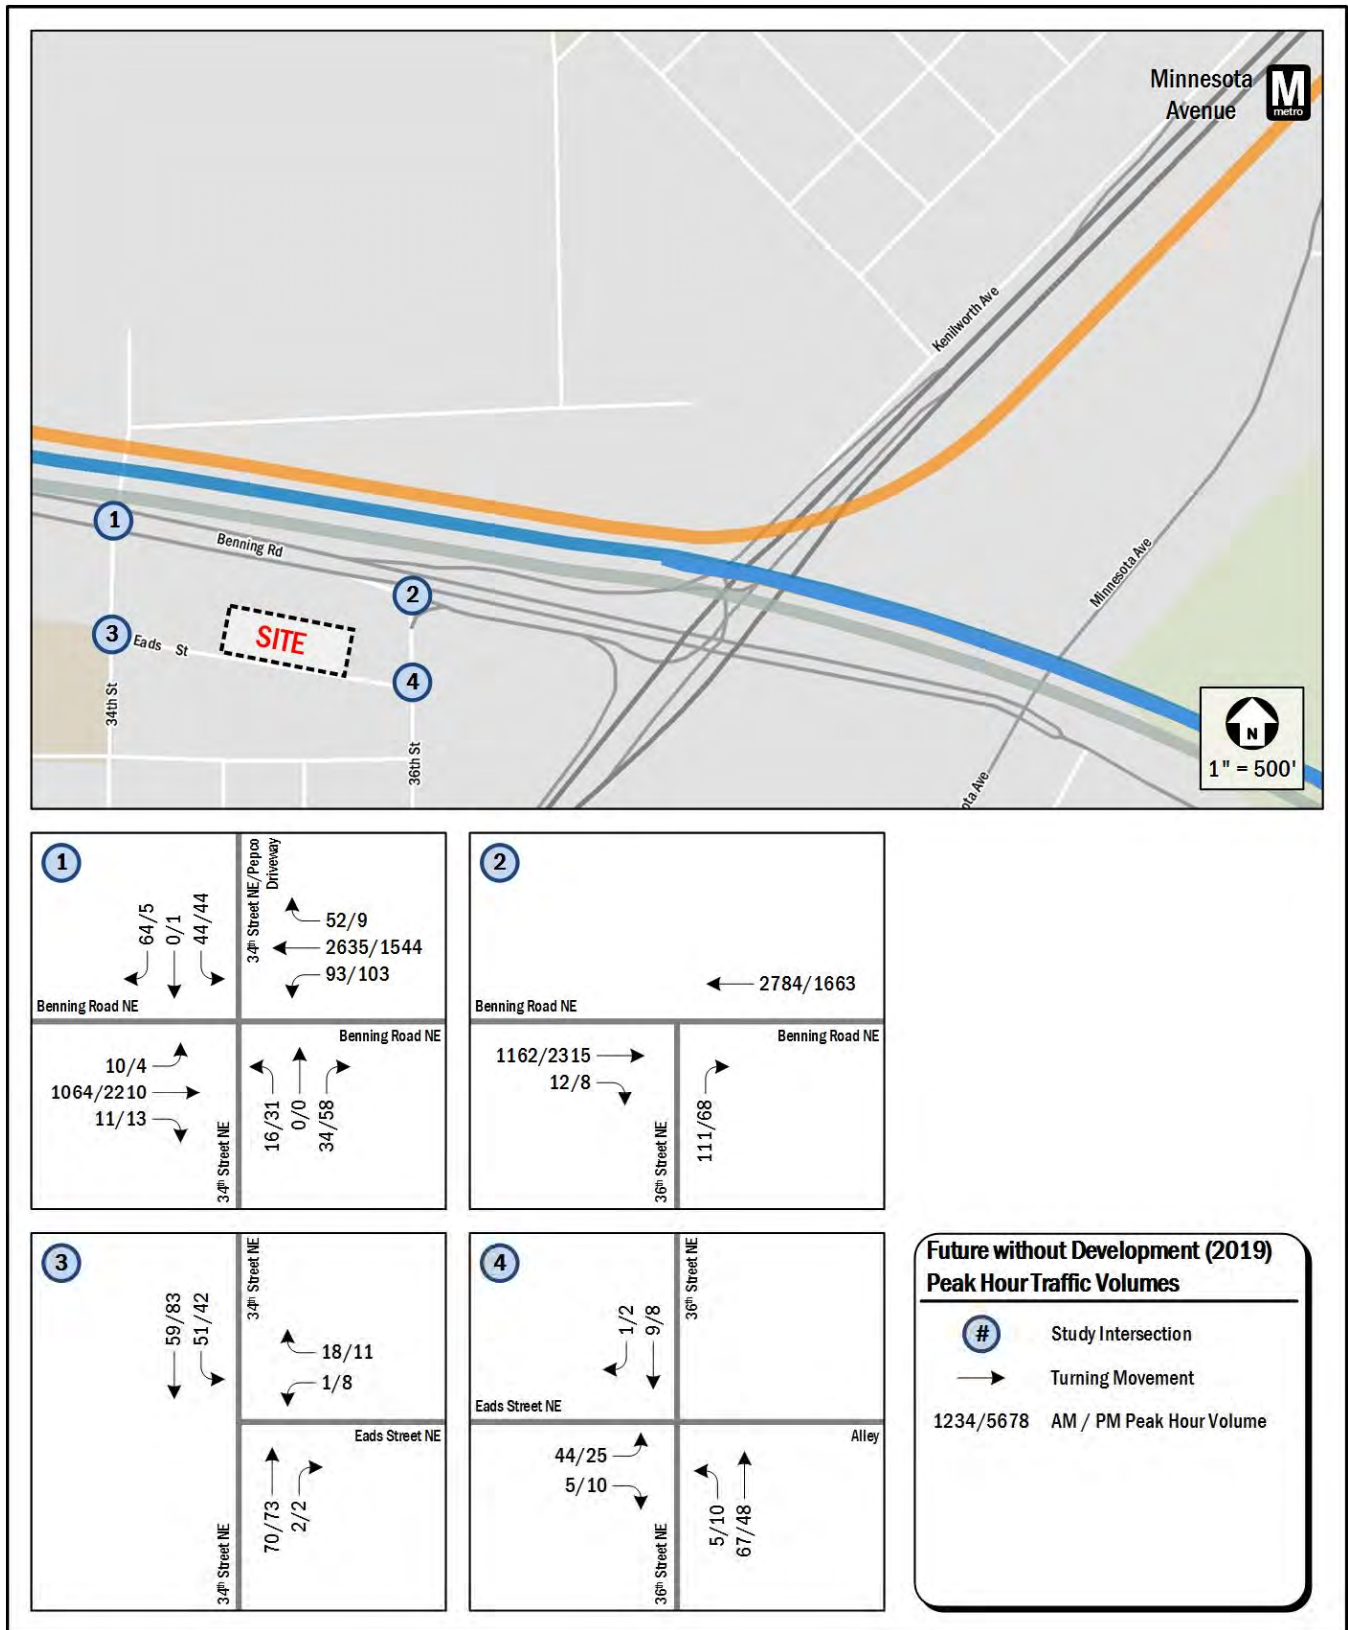 Minnesota
Avenue
M
metro
Kenilworth Ave
Minnesota Ave
Benning Rd
1
2
SITE
3
Eads St
4
34th St
36th St
ota Ave
N
1" = 500'
1
34th Street NE/Pepco
Driveway
64/5
0/1
44/44
52/9
2635/1544
93/103
Benning Road NE
Benning Road NE
10/4
1064/2210
11/13
16/31
0/0
34/58
34th Street NE
2
2784/1663
Benning Road NE
Benning Road NE
1162/2315
12/8
111/68
36th Street NE
3
34th Street NE
59/83
51/42
18/11
1/8
Eads Street NE
70/73
2/2
34th Street NE
4
36th Street NE
1/2
9/8
Eads Street NE
Alley
44/25
5/10
5/10
67/48
36th Street NE
Future without Development (2019)
Peak Hour Traffic Volumes
# Study Intersection
Turning Movement
1234/5678 AM / PM Peak Hour Volume